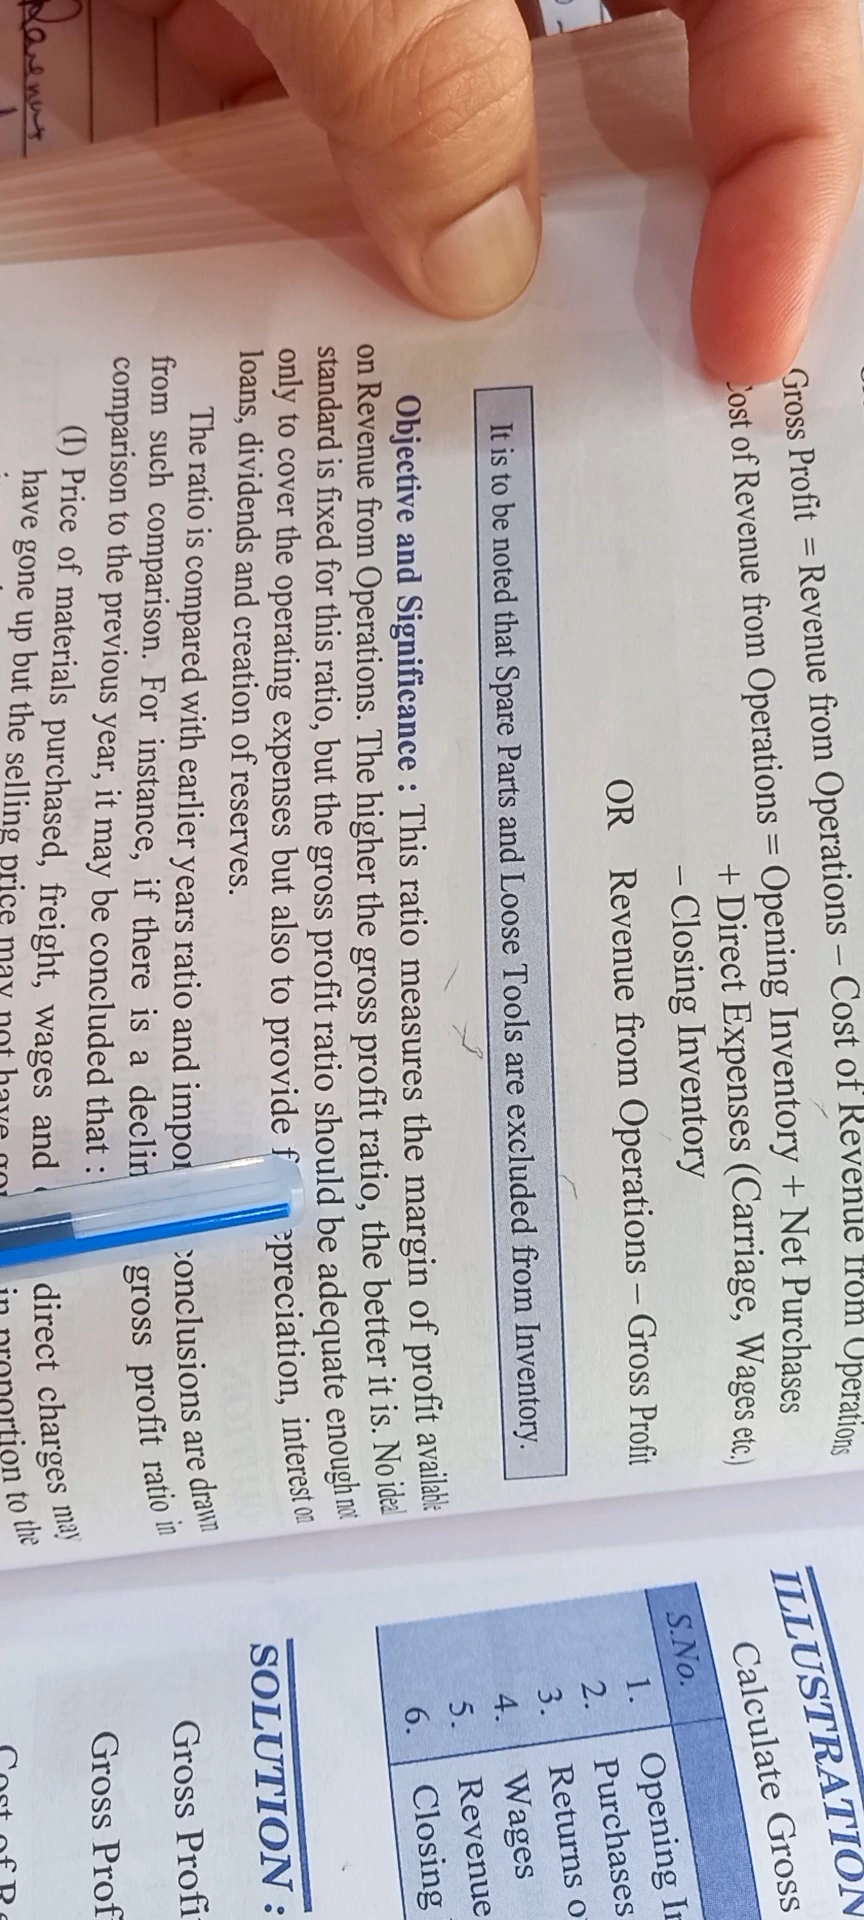 Gross Profit = Revenue from Operations – Cost of Revenue from Operations
Cost of Revenue from Operations = Opening Inventory + Net Purchases
+ Direct Expenses (Carriage, Wages etc.)
– Closing Inventory
OR Revenue from Operations – Gross Profit
It is to be noted that Spare Parts and Loose Tools are excluded from Inventory.
Objective and Significance : This ratio measures the margin of profit available
on Revenue from Operations. The higher the gross profit ratio, the better it is. No ideal
standard is fixed for this ratio, but the gross profit ratio should be adequate enough not
only to cover the operating expenses but also to provide f epreciation, interest on
loans, dividends and creation of reserves.
The ratio is compared with earlier years ratio and impor conclusions are drawn
from such comparison. For instance, if there is a declin gross profit ratio in
comparison to the previous year, it may be concluded that :
(I) Price of materials purchased, freight, wages and direct charges may
have gone up but the selling price may not have in proportion to the
ILLUSTRATION
Calculate Gross
S.No.
1. Opening In
2. Purchases
3. Returns o
4. Wages
5. Revenue
6. Closing
SOLUTION :
Gross Profi
Gross Prof
Cost of Re